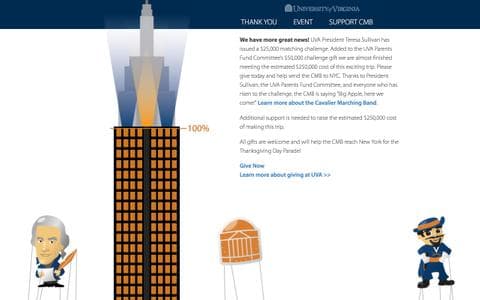 UNIVERSITY of VIRGINIA
THANK YOU EVENT SUPPORT CMB
We have more great news! UVA President Teresa Sullivan has
issued a $25,000 matching challenge. Added to the UVA Parents
Fund Committee's $50,000 challenge gift we are almost finished
meeting the estimated $250,000 cost of this exciting trip. Please
give today and help send the CMB to NYC. Thanks to President
Sullivan, the UVA Parents Fund Committee, and everyone who has
risen to the challenge, the CMB is saying "Big Apple, here we
come!" Learn more about the Cavalier Marching Band.
100%
Additional support is needed to raise the estimated $250,000 cost
of making this trip.
All gifts are welcome and will help the CMB reach New York for the
Thanksgiving Day Parade!
Give Now
Learn more about giving at UVA >>
V